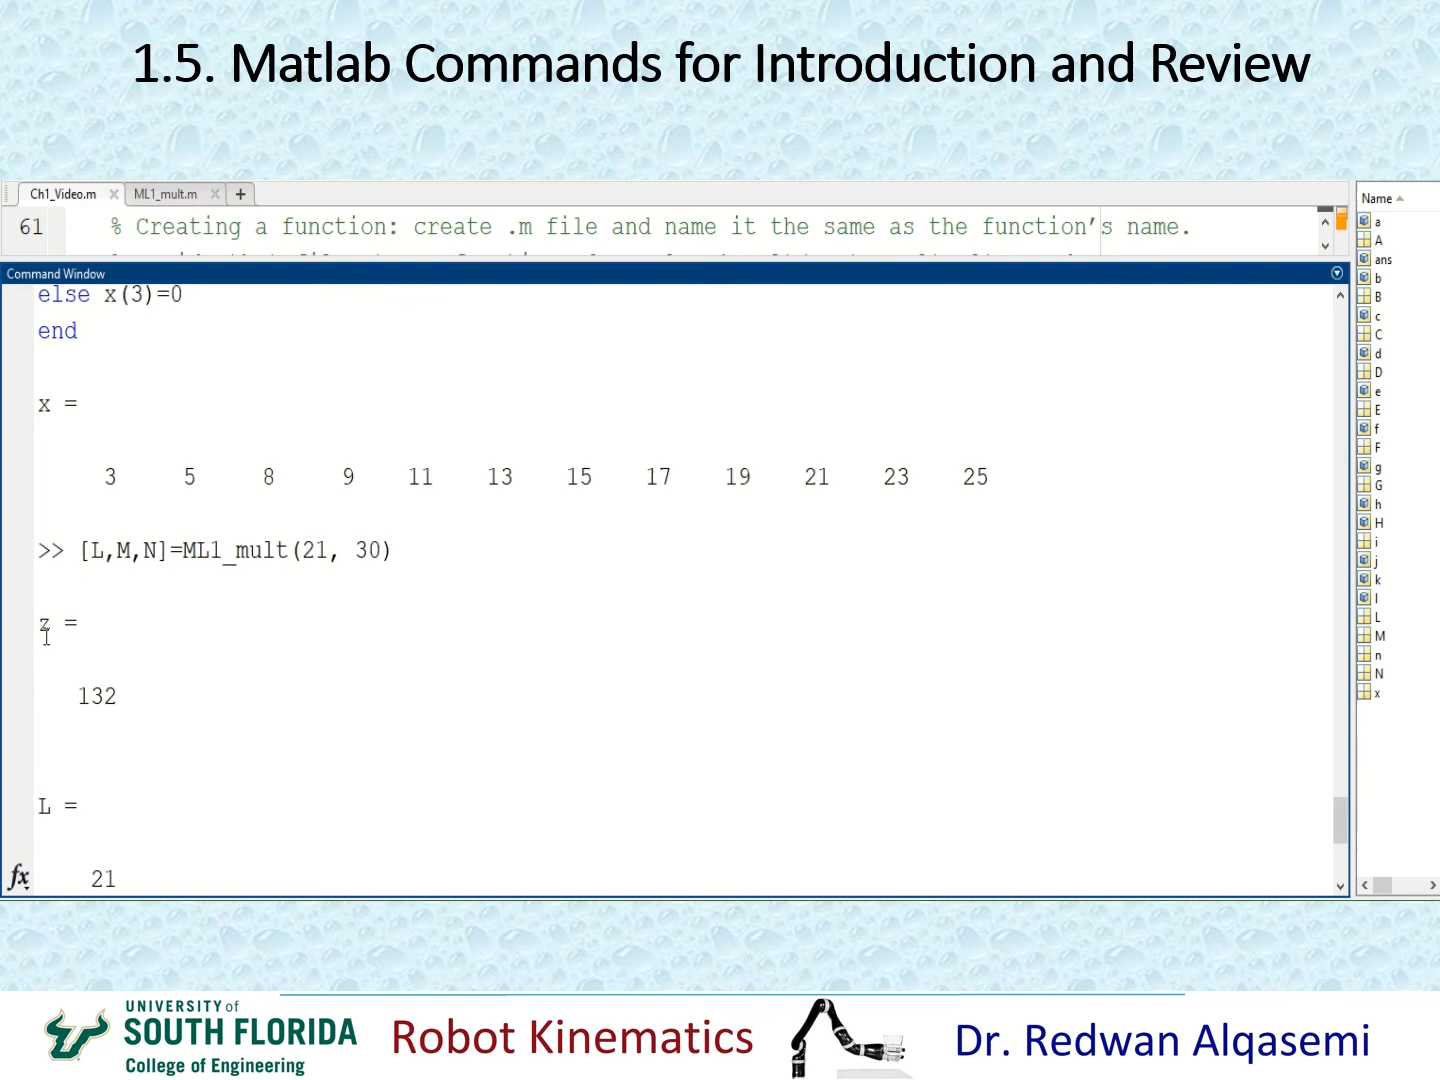 1.5. Matlab Commands for Introduction and Review
Ch1_Video.m
ML1_mult.m
61 % Creating a function: create .m file and name it the same as the function's name.
Command Window
else x(3)=0
end
x =
3 5 8 9 11 13 15 17 19 21 23 25
>> [L,M,N]=ML1_mult(21, 30)
z =
132
L =
21
fx
Name
a
A
ans
b
B
c
C
d
D
e
E
f
F
g
G
h
H
i
j
k
l
L
M
n
N
x
UNIVERSITY of
SOUTH FLORIDA
College of Engineering
Robot Kinematics
Dr. Redwan Alqasemi